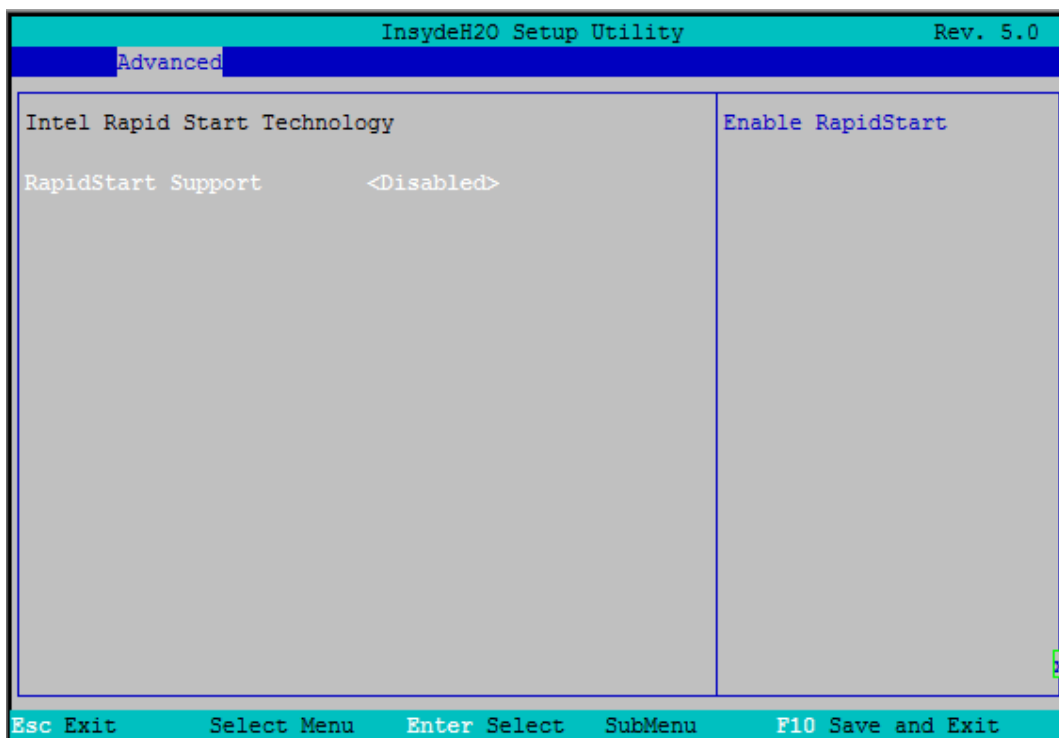 InsydeH2O Setup Utility Rev. 5.0
Advanced
Intel Rapid Start Technology
Enable RapidStart
RapidStart Support <Disabled>
Esc Exit Select Menu Enter Select SubMenu F10 Save and Exit